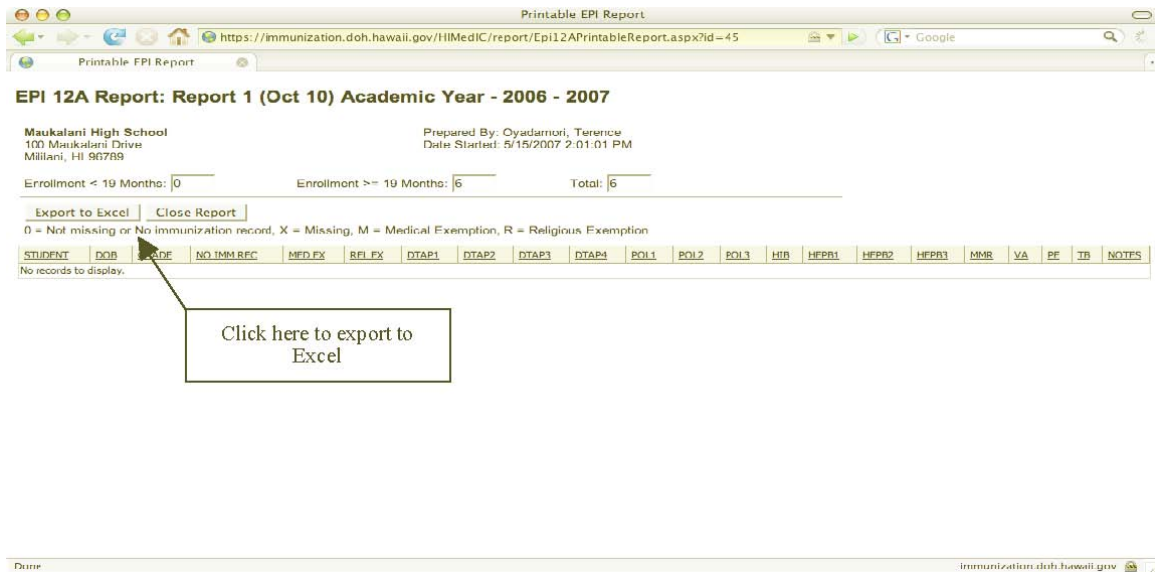 Printable EPI Report
https://immunization.doh.hawaii.gov/HIMedIC/report/Epi12APrintableReport.aspx?id=45
Google
Printable EPI Report
EPI 12A Report: Report 1 (Oct 10) Academic Year - 2006 - 2007
Maukalani High School Prepared By: Oyadamori, Terence
100 Maukalani Drive Date Started: 5/15/2007 2:01:01 PM
Mililani, HI 96789
Enrollment < 19 Months: 0 Enrollment >= 19 Months: 6 Total: 6
Export to Excel Close Report
0 = Not missing or No immunization record, X = Missing, M = Medical Exemption, R = Religious Exemption
STUDENT DOB NO IMM REC MED EX REL EX DTAP1 DTAP2 DTAP3 DTAP4 POL1 POL2 POL3 HIB HEPB1 HEPB2 HEPB3 MMR VA PE TB NOTES
No records to display.
Click here to export to
Excel
Done immunization.doh.hawaii.gov